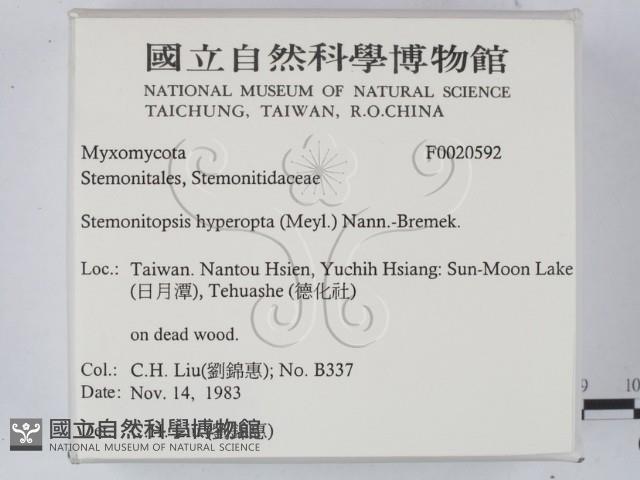 國立自然科學博物館
NATIONAL MUSEUM OF NATURAL SCIENCE
TAICHUNG, TAIWAN, R.O.CHINA
Myxomycota F0020592
Stemonitales, Stemonitidaceae
Stemonitopsis hyperopta (Meyl.) Nann.-Bremek.
Loc.: Taiwan. Nantou Hsien, Yuchih Hsiang: Sun-Moon Lake
(日月潭), Tehuashe (德化社)
on dead wood.
Col.: C.H. Liu(劉錦惠); No. B337
Date: Nov. 14, 1983
國立自然科學博物館
NATIONAL MUSEUM OF NATURAL SCIENCE
9 10